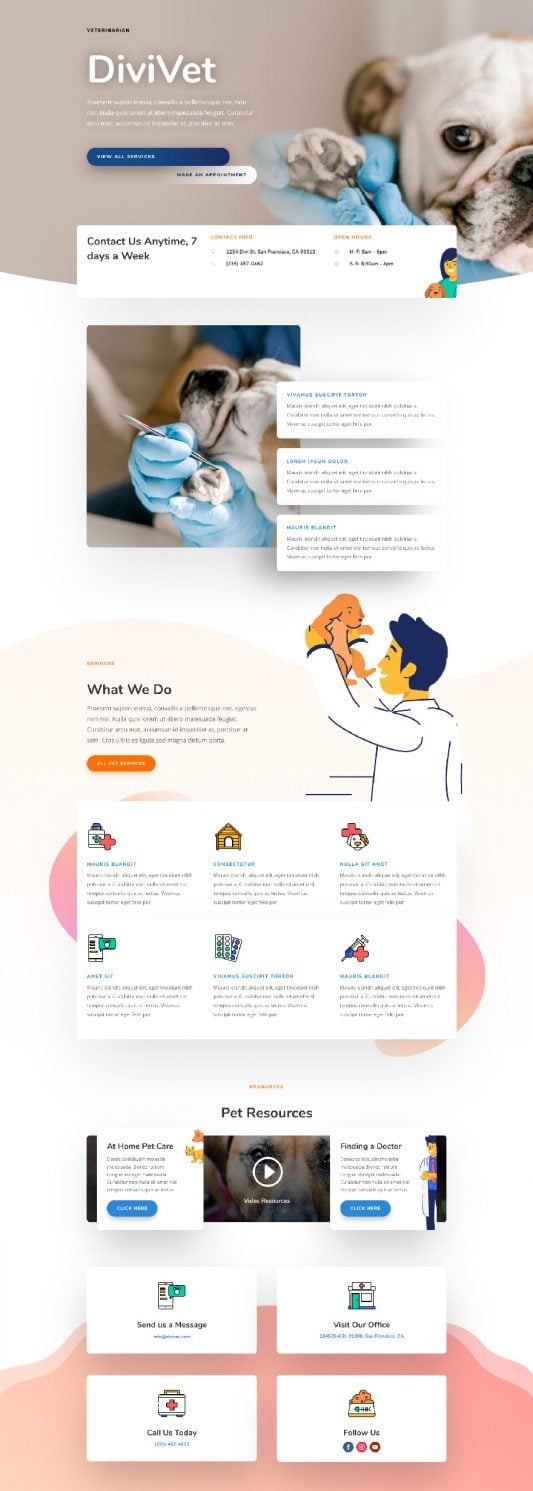 VETERINARIAN
DiviVet
Praesent sapien massa, convallis a pellentesque nec, non
nisi. Nulla quis lorem ut libero malesuada feugiat. Curabitur
arcu erat, accumsan id imperdiet et, porttitor at sem.
VIEW ALL SERVICES
MAKE AN APPOINTMENT
Contact Us Anytime, 7
days a Week
CONTACT INFO
1234 Divi St. San Francisco, CA
OPEN HOURS
VIVAMUS SUSCIPIT TORTOR
Mauris blandit aliquet elit, eget tincidunt nibh pulvinar a.
Curabitur non nulla sit amet nisl tempus convallis quis ac lectus.
Vivamus suscipit tortor eget felis por
LOREM IPSUM DOLOR
Mauris blandit aliquet elit, eget tincidunt nibh pulvinar a.
Curabitur non nulla sit amet nisl tempus convallis quis ac lectus.
Vivamus suscipit tortor eget felis por
MAURIS BLANDIT
Mauris blandit aliquet elit, eget tincidunt nibh pulvinar a.
Curabitur non nulla sit amet nisl tempus convallis quis ac lectus.
Vivamus suscipit tortor eget felis por
SERVICES
What We Do
Praesent sapien massa, convallis a pellentesque nec, egestas
non nisi. Nulla quis lorem ut libero malesuada feugiat.
Curabitur arcu erat, accumsan id imperdiet et, porttitor at
sem. Cras ultricies ligula sed magna dictum porta.
ALL VET SERVICES
MAURIS BLANDIT
Mauris blandit aliquet elit, eget tincidunt nibh
pulvinar a. Curabitur non nulla sit amet nisl
tempus convallis quis ac lectus. Vivamus
suscipit tortor eget felis por
CONSECTETUR
Mauris blandit aliquet elit, eget tincidunt nibh
pulvinar a. Curabitur non nulla sit amet nisl
tempus convallis quis ac lectus. Vivamus
suscipit tortor eget felis por
NULLA SIT AMET
Mauris blandit aliquet elit, eget tincidunt nibh
pulvinar a. Curabitur non nulla sit amet nisl
tempus convallis quis ac lectus. Vivamus
suscipit tortor eget felis por
AMET SIT
Mauris blandit aliquet elit, eget tincidunt nibh
pulvinar a. Curabitur non nulla sit amet nisl
tempus convallis quis ac lectus. Vivamus
suscipit tortor eget felis por
VIVAMUS SUSCIPIT TORTOR
Mauris blandit aliquet elit, eget tincidunt nibh
pulvinar a. Curabitur non nulla sit amet nisl
tempus convallis quis ac lectus. Vivamus
suscipit tortor eget felis por
MAURIS BLANDIT
Mauris blandit aliquet elit, eget tincidunt nibh
pulvinar a. Curabitur non nulla sit amet nisl
tempus convallis quis ac lectus. Vivamus
suscipit tortor eget felis por
RESOURCES
Pet Resources
At Home Pet Care
Donec sollicitudin molestie
malesuada. Donec rutrum
congue leo eget malesuada.
Curabitur non nulla sit amet nisl
tempus convallis quis ac lectus.
CLICK HERE
Video Resources
Finding a Doctor
Donec sollicitudin molestie
malesuada. Donec rutrum
congue leo eget malesuada.
Curabitur non nulla sit amet nisl
tempus convallis quis ac lectus.
CLICK HERE
Send us a Message
info@divivet.com
Visit Our Office
Divi St. San Francisco, CA
Call Us Today
Follow Us